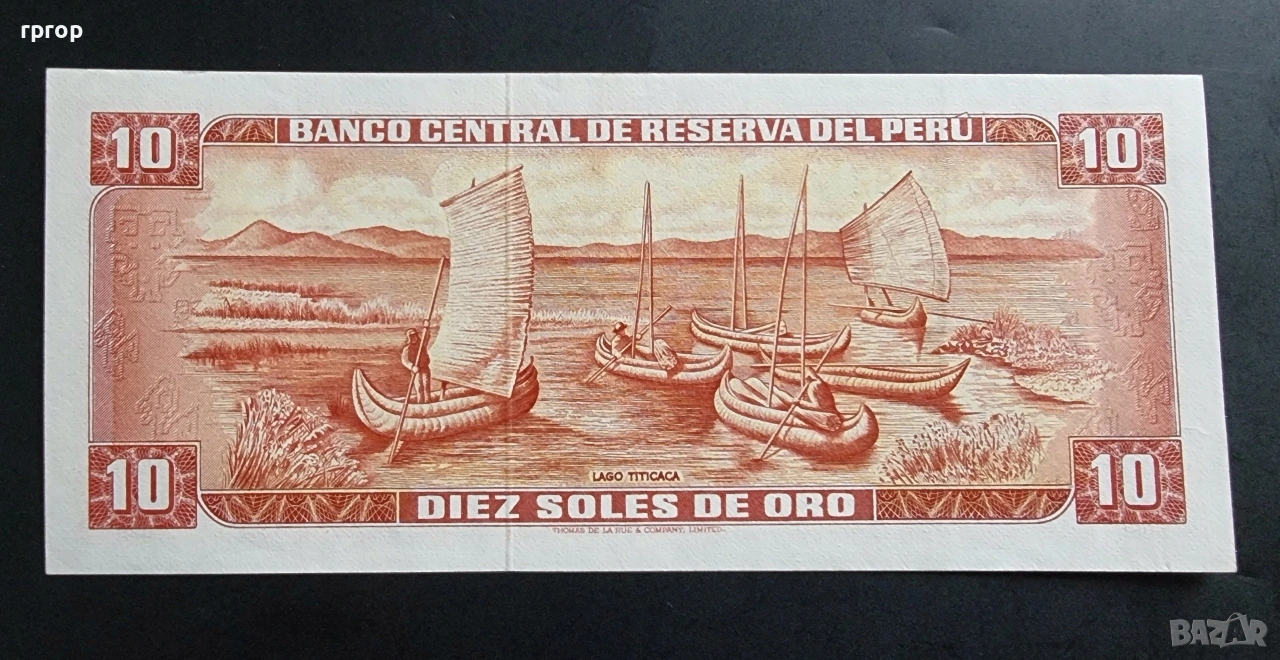 rprop
10 BANCO CENTRAL DE RESERVA DEL PERÚ 10
LAGO TITICACA
10 DIEZ SOLES DE ORO 10
THOMAS DE LA RUE & COMPANY, LIMITED
BAZAR